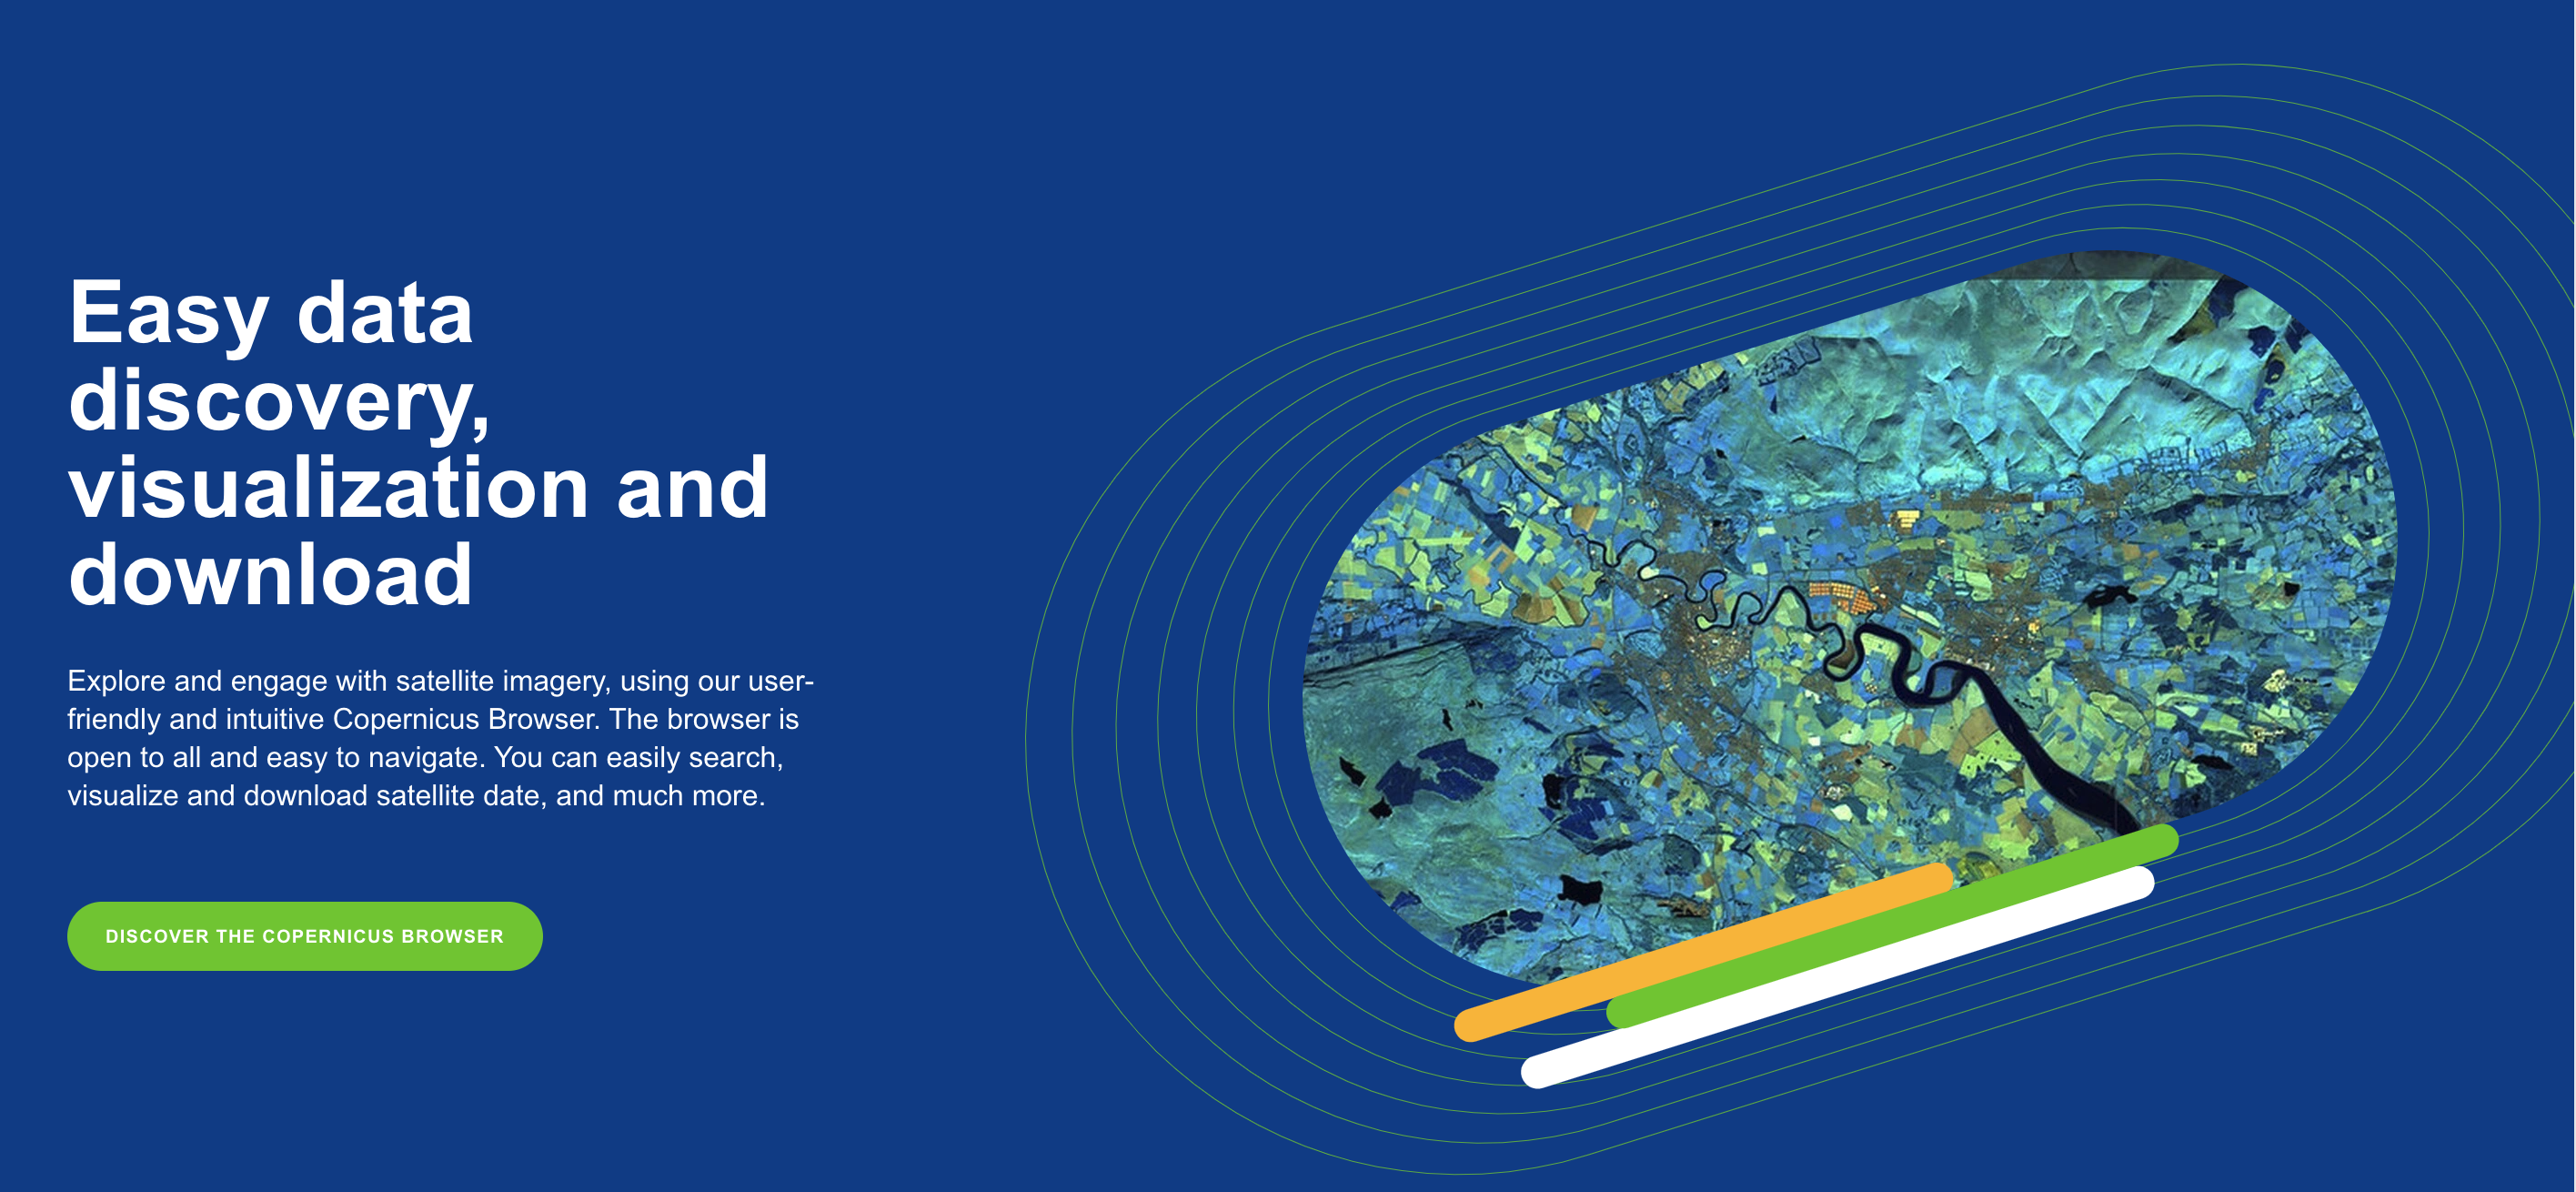 Easy data
discovery,
visualization and
download
Explore and engage with satellite imagery, using our user-
friendly and intuitive Copernicus Browser. The browser is
open to all and easy to navigate. You can easily search,
visualize and download satellite date, and much more.
DISCOVER THE COPERNICUS BROWSER